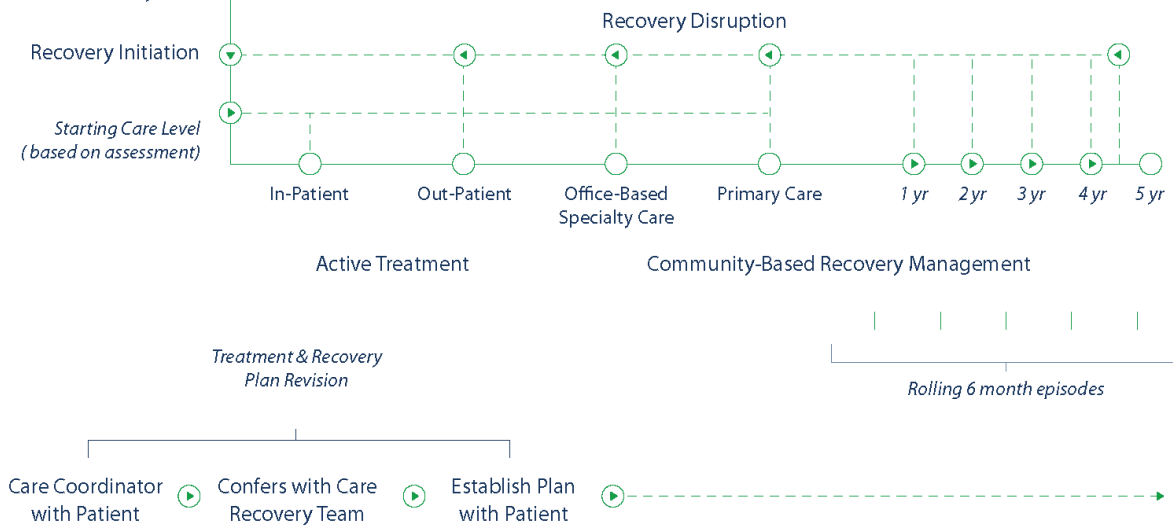 Recovery Disruption
Recovery Initiation
Starting Care Level
( based on assessment)
In-Patient
Out-Patient
Office-Based
Specialty Care
Primary Care
1 yr
2 yr
3 yr
4 yr
5 yr
Active Treatment
Community-Based Recovery Management
Treatment & Recovery
Plan Revision
Rolling 6 month episodes
Care Coordinator
with Patient
Confers with Care
Recovery Team
Establish Plan
with Patient